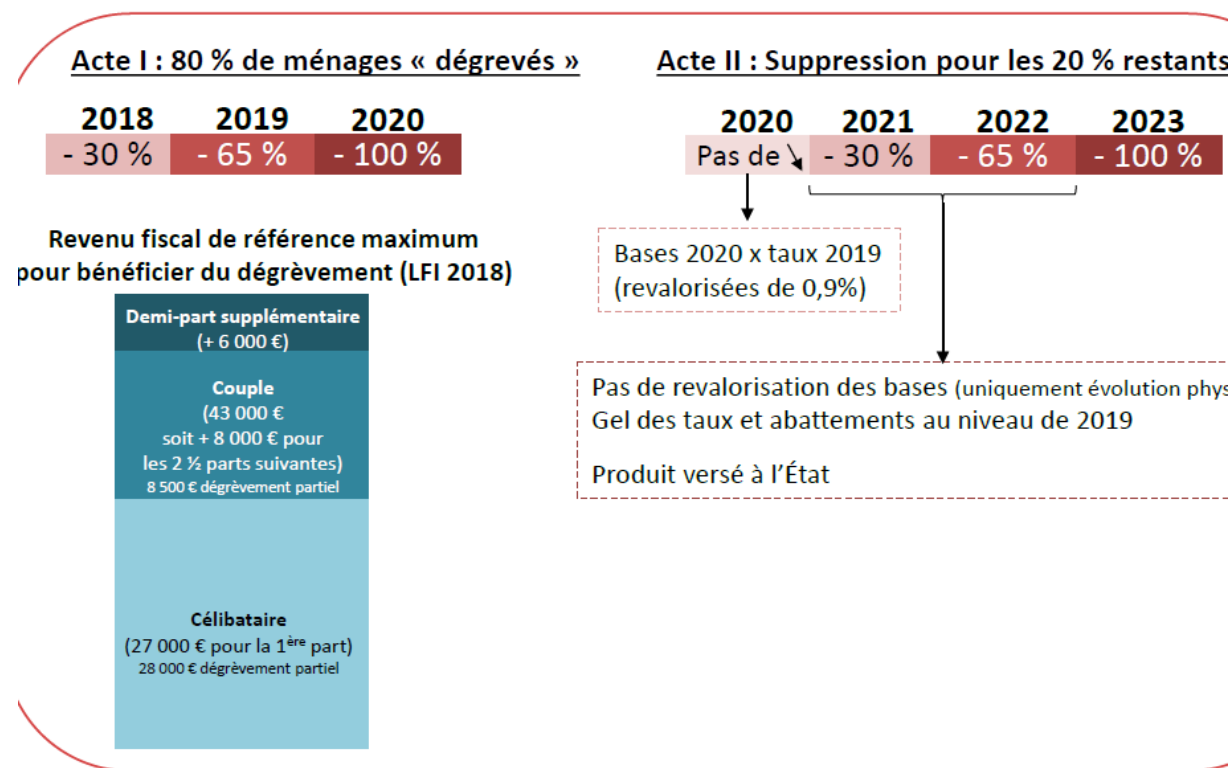 Acte I : 80 % de ménages « dégrevés »
2018 2019 2020
- 30 % - 65 % - 100 %
Revenu fiscal de référence maximum
pour bénéficier du dégrèvement (LFI 2018)
Demi-part supplémentaire
(+ 6 000 €)
Couple
(43 000 €
soit + 8 000 € pour
les 2 ½ parts suivantes)
8 500 € dégrèvement partiel
Célibataire
(27 000 € pour la 1ère part)
28 000 € dégrèvement partiel
Acte II : Suppression pour les 20 % restants
2020 2021 2022 2023
Pas de ↘ - 30 % - 65 % - 100 %
Bases 2020 x taux 2019
(revalorisées de 0,9%)
Pas de revalorisation des bases (uniquement évolution phys
Gel des taux et abattements au niveau de 2019
Produit versé à l’État